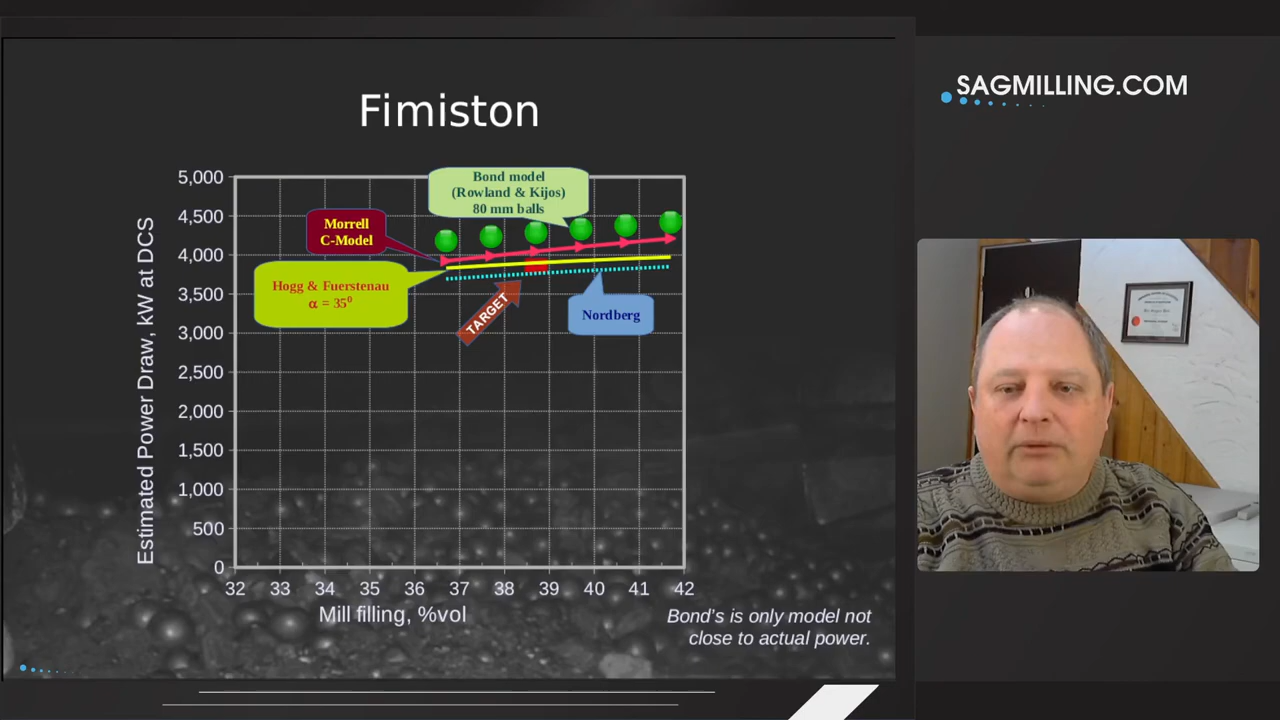 SAGMILLING.COM
Fimiston
Estimated Power Draw, kW at DCS
5,000
4,500
4,000
3,500
3,000
2,500
2,000
1,500
1,000
500
0
Bond model
(Rowland & Kijos)
80 mm balls
Morrell
C-Model
Hogg & Fuerstenau
α = 35⁰
TARGET
Nordberg
32 33 34 35 36 37 38 39 40 41 42
Mill filling, %vol
Bond's is only model not
close to actual power.